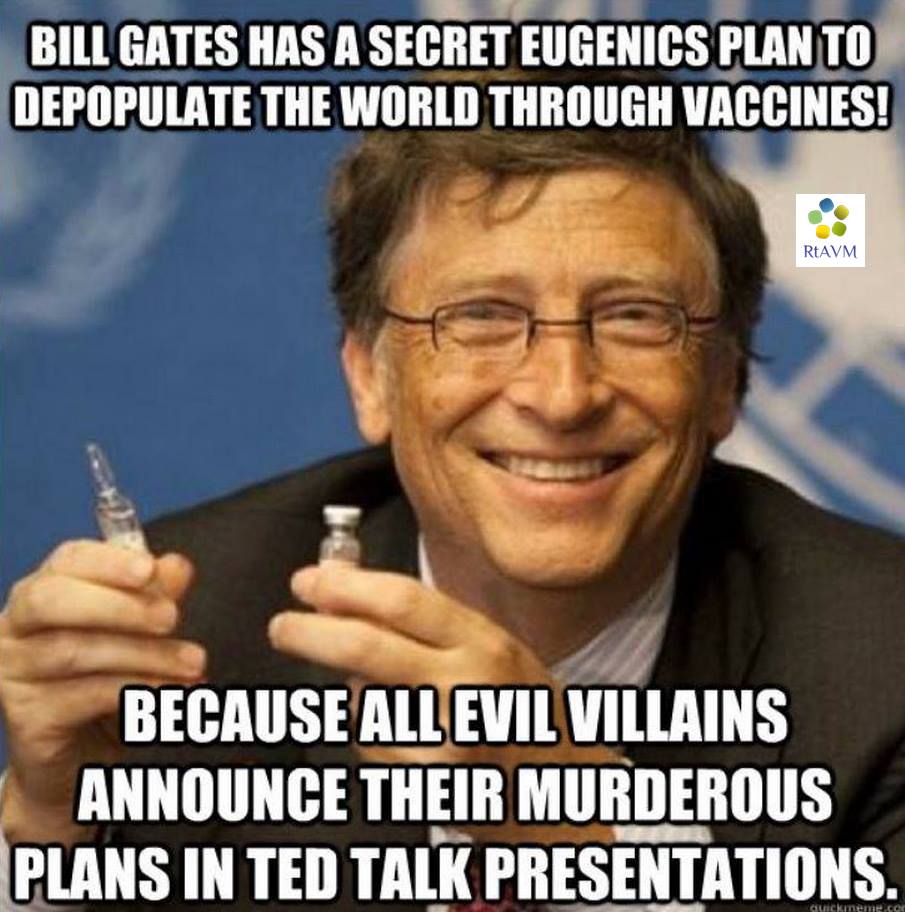 BILL GATES HAS A SECRET EUGENICS PLAN TO
DEPOPULATE THE WORLD THROUGH VACCINES!
RtAVM
BECAUSE ALL EVIL VILLAINS
ANNOUNCE THEIR MURDEROUS
PLANS IN TED TALK PRESENTATIONS.